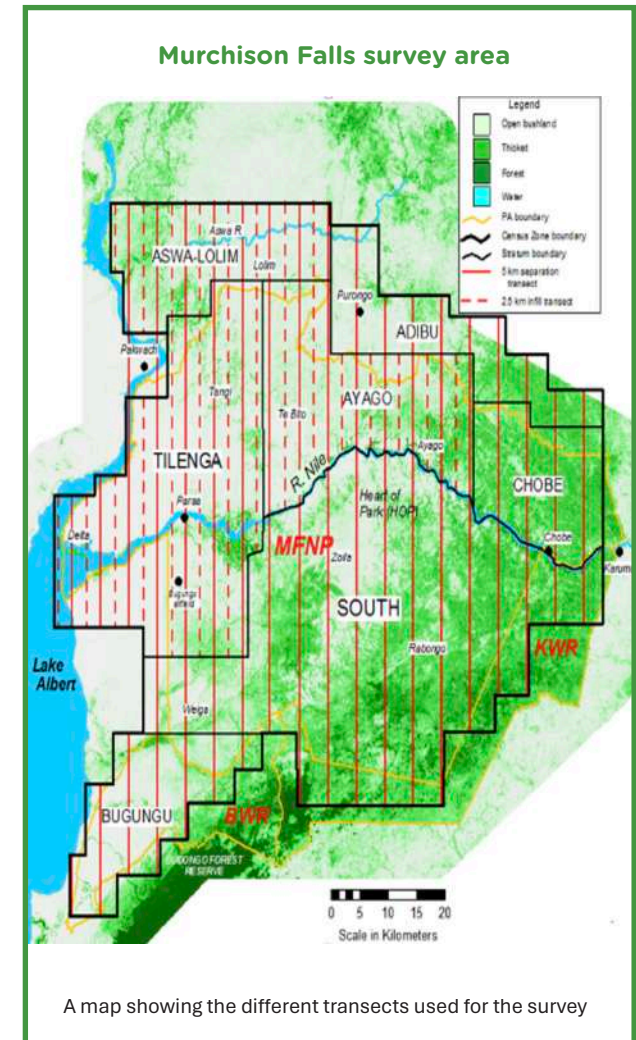 Murchison Falls survey area
Legend
Open bushland
Thicket
Forest
Water
PA boundary
Census Zone boundary
Stratum boundary
5 km separation
transect
2.5 km infill transect
Aswa R.
ASWA-LOLIM
Lolim
Purongo
ADIBU
Pakwach
Tangi
Te Bito
AYAGO
TILENGA
R. Nile
Ayago
Heart of
Park (HOP)
CHOBE
Paraa
Delta
MFNP
Zoila
Chobe
Karuma
Bugungu
airfield
SOUTH
Rabongo
KWR
Lake
Albert
Weiga
BUGUNGU
BWR
BUDONGO FOREST
RESERVE
0 5 10 15 20
Scale in Kilometers
A map showing the different transects used for the survey